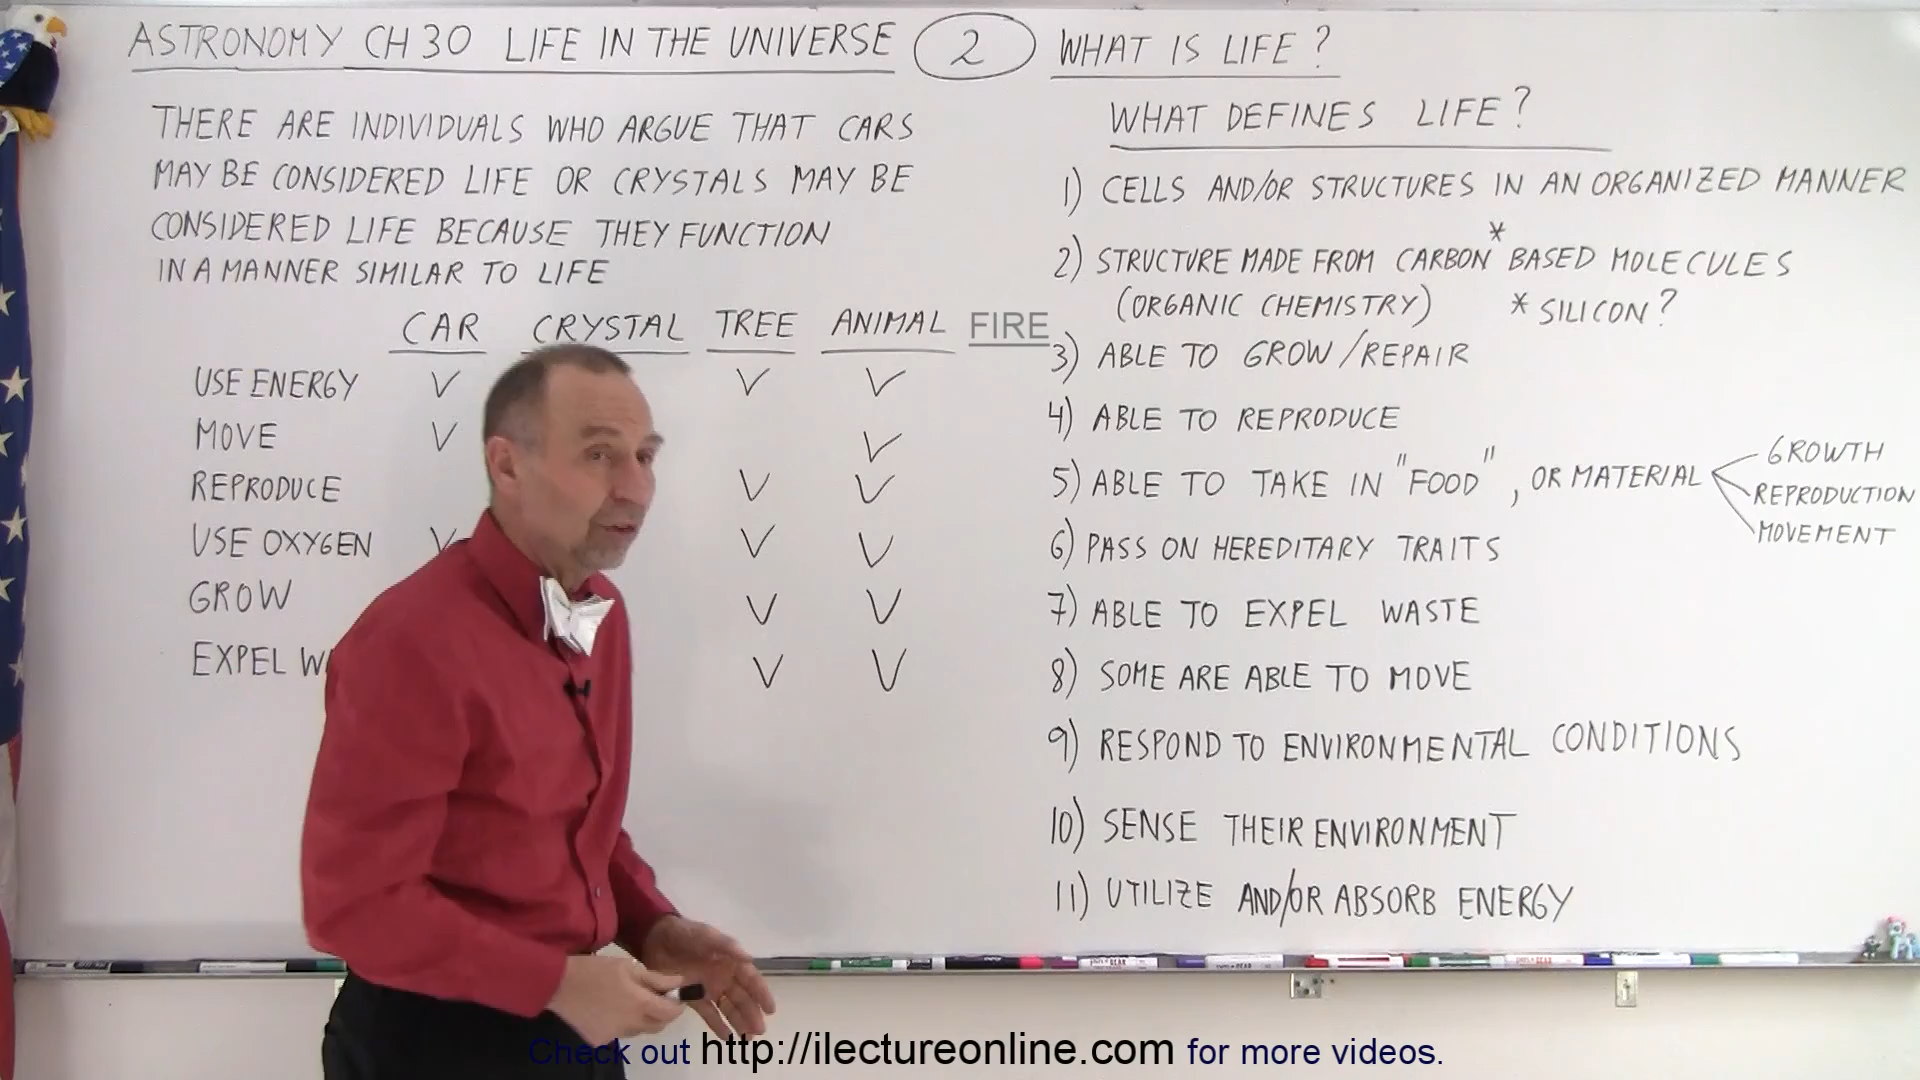 ASTRONOMY CH 30 LIFE IN THE UNIVERSE 2 WHAT IS LIFE?
THERE ARE INDIVIDUALS WHO ARGUE THAT CARS
MAY BE CONSIDERED LIFE OR CRYSTALS MAY BE
CONSIDERED LIFE BECAUSE THEY FUNCTION
IN A MANNER SIMILAR TO LIFE
CAR CRYSTAL TREE ANIMAL FIRE
USE ENERGY V V V
MOVE V V
REPRODUCE V V
USE OXYGEN V V V
GROW V V
EXPEL V V
WHAT DEFINES LIFE?
1) CELLS AND/OR STRUCTURES IN AN ORGANIZED MANNER
2) STRUCTURE MADE FROM CARBON* BASED MOLECULES
(ORGANIC CHEMISTRY) * SILICON?
3) ABLE TO GROW/REPAIR
4) ABLE TO REPRODUCE
5) ABLE TO TAKE IN "FOOD", OR MATERIAL
GROWTH
REPRODUCTION
MOVEMENT
6) PASS ON HEREDITARY TRAITS
7) ABLE TO EXPEL WASTE
8) SOME ARE ABLE TO MOVE
9) RESPOND TO ENVIRONMENTAL CONDITIONS
10) SENSE THEIR ENVIRONMENT
11) UTILIZE AND/OR ABSORB ENERGY
Check out http://ilectureonline.com for more videos.